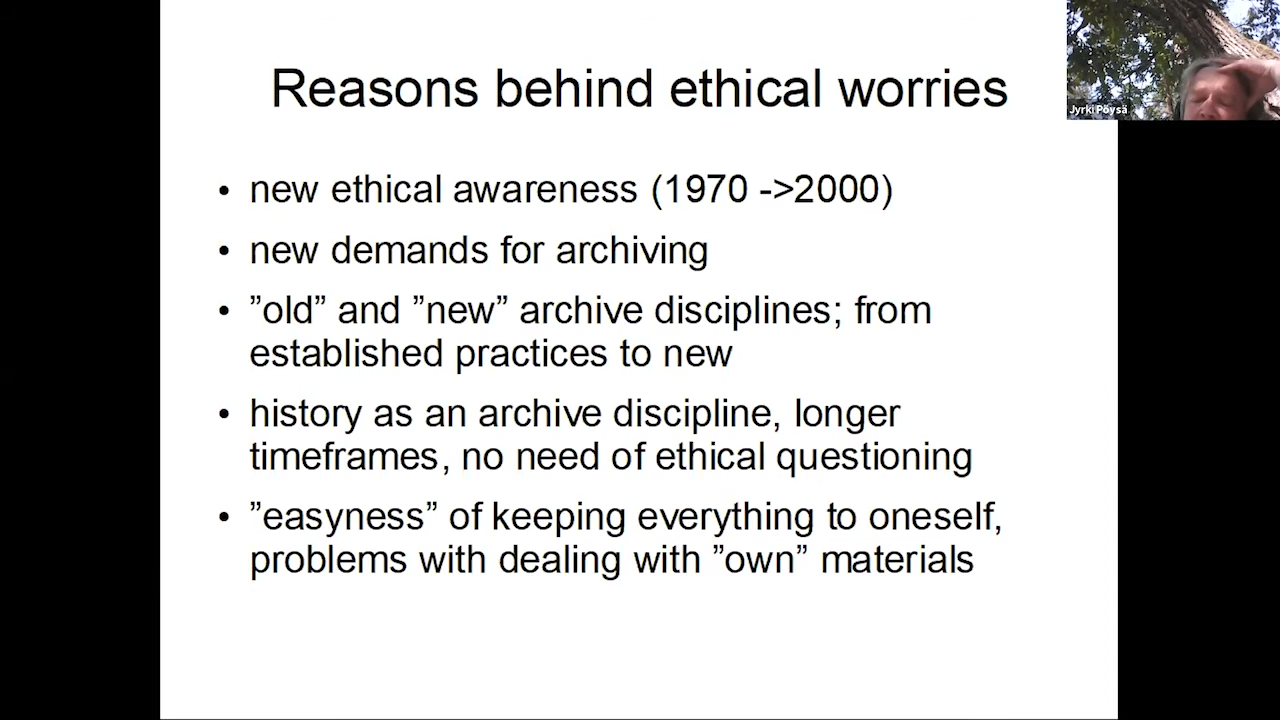 Reasons behind ethical worries
Jyrki Pöysä
• new ethical awareness (1970 ->2000)
• new demands for archiving
• ”old” and ”new” archive disciplines; from
established practices to new
• history as an archive discipline, longer
timeframes, no need of ethical questioning
• ”easyness” of keeping everything to oneself,
problems with dealing with ”own” materials